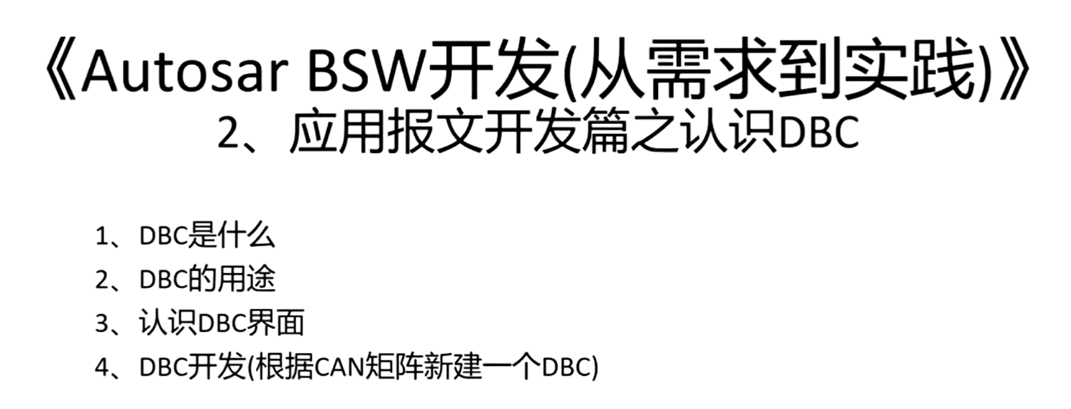 《Autosar BSW开发(从需求到实践)》
2、应用报文开发篇之认识DBC
1、DBC是什么
2、DBC的用途
3、认识DBC界面
4、DBC开发(根据CAN矩阵新建一个DBC)